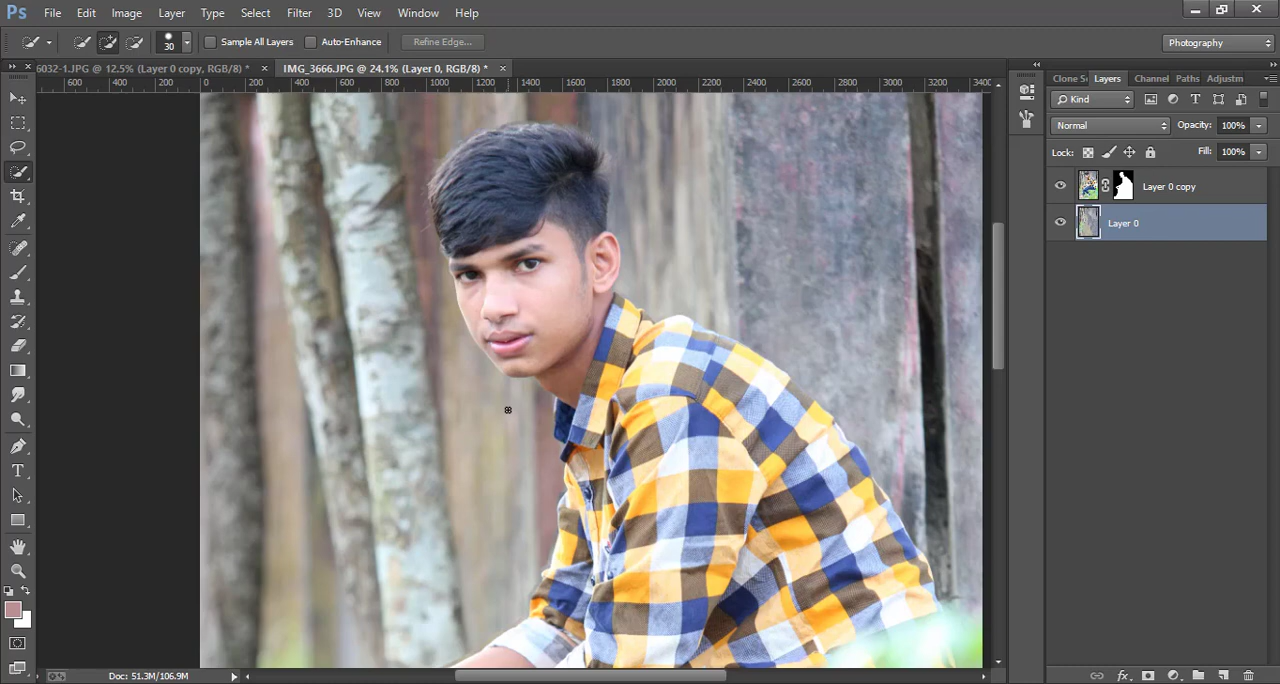 Ps File Edit Image Layer Type Select Filter 3D View Window Help
30 Sample All Layers Auto-Enhance Refine Edge... Photography
6032-1.JPG @ 12.5% (Layer 0 copy, RGB/8) * × IMG_3666.JPG @ 24.1% (Layer 0, RGB/8) * ×
600 400 200 0 200 400 600 800 1000 1200 1400 1600 1800 2000 2200 2400 2600 2800 3000 3200 3400
Clone S Layers Channel Paths Adjustm
Kind
Normal Opacity: 100%
Lock: Fill: 100%
Layer 0 copy
Layer 0
Doc: 51.3M/106.9M